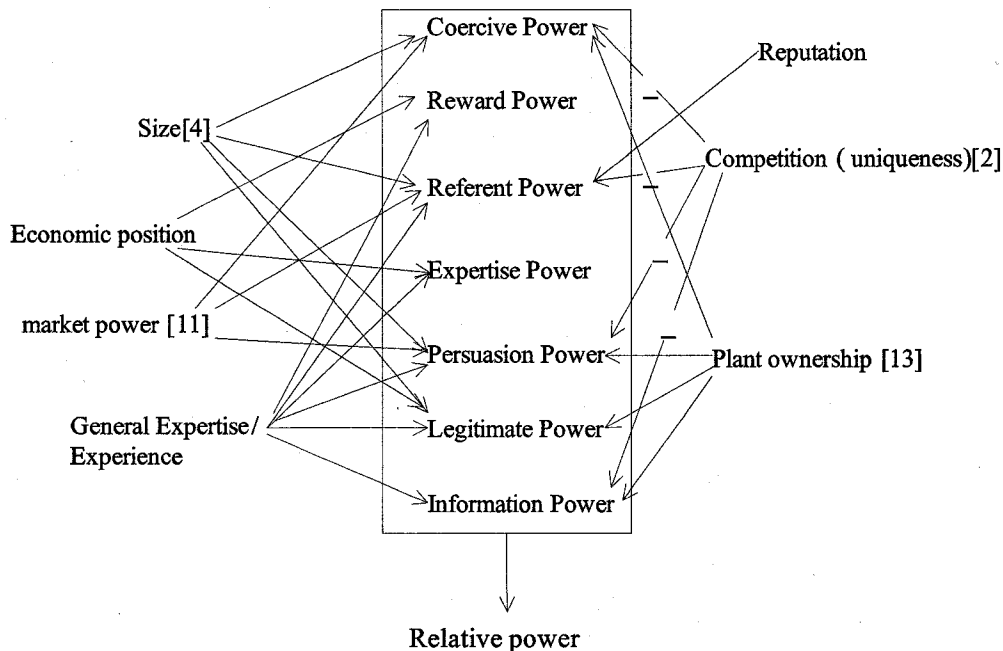 Coercive Power
Reputation
Reward Power
Size[4]
Competition ( uniqueness)[2]
Referent Power
Economic position
Expertise Power
market power [11]
Persuasion Power
Plant ownership [13]
General Expertise/
Experience
Legitimate Power
Information Power
Relative power